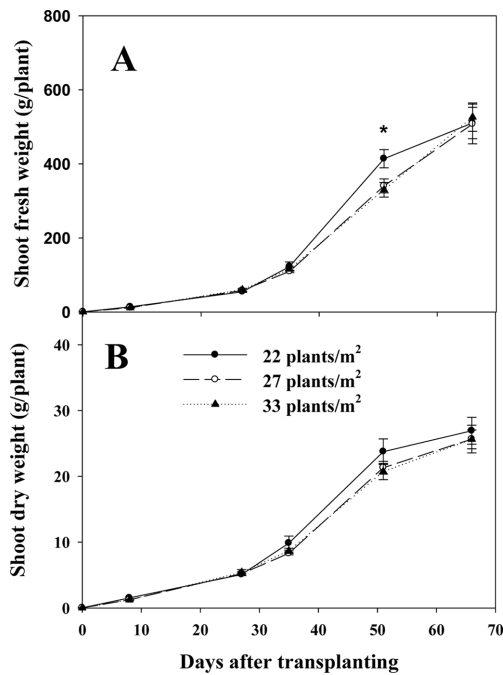 800
600
400
200
0
Shoot fresh weight (g/plant)
A
*
40
30
20
10
0
Shoot dry weight (g/plant)
B
22 plants/m²
27 plants/m²
33 plants/m²
0 10 20 30 40 50 60 70
Days after transplanting